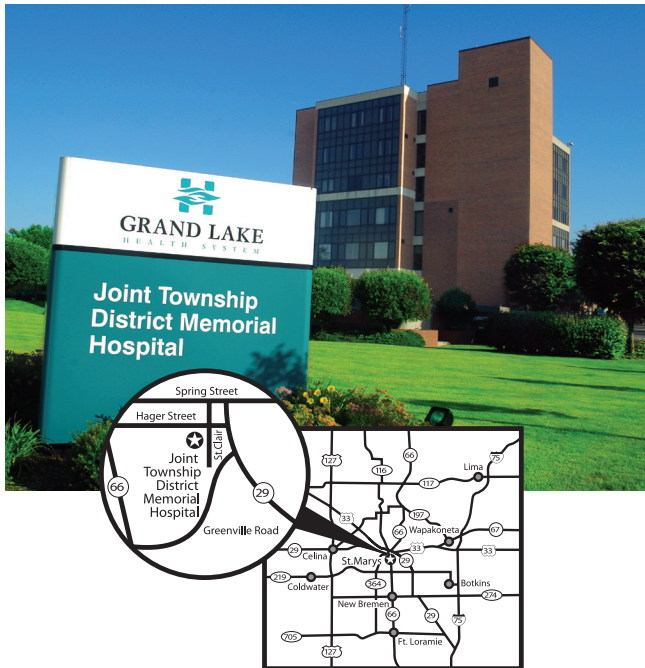 GRAND LAKE
HEALTH SYSTEM
Joint Township
District Memorial
Hospital
Spring Street
Hager Street
St.Clair
Joint
Township
District
Memorial
Hospital
66
29
Greenville Road
127
116
66
75
Lima
117
33
197
66
Wapakoneta
67
29
Celina
33
33
St.Marys
29
219
Coldwater
364
Botkins
New Bremen
274
66
29
75
705
Ft. Loramie
127